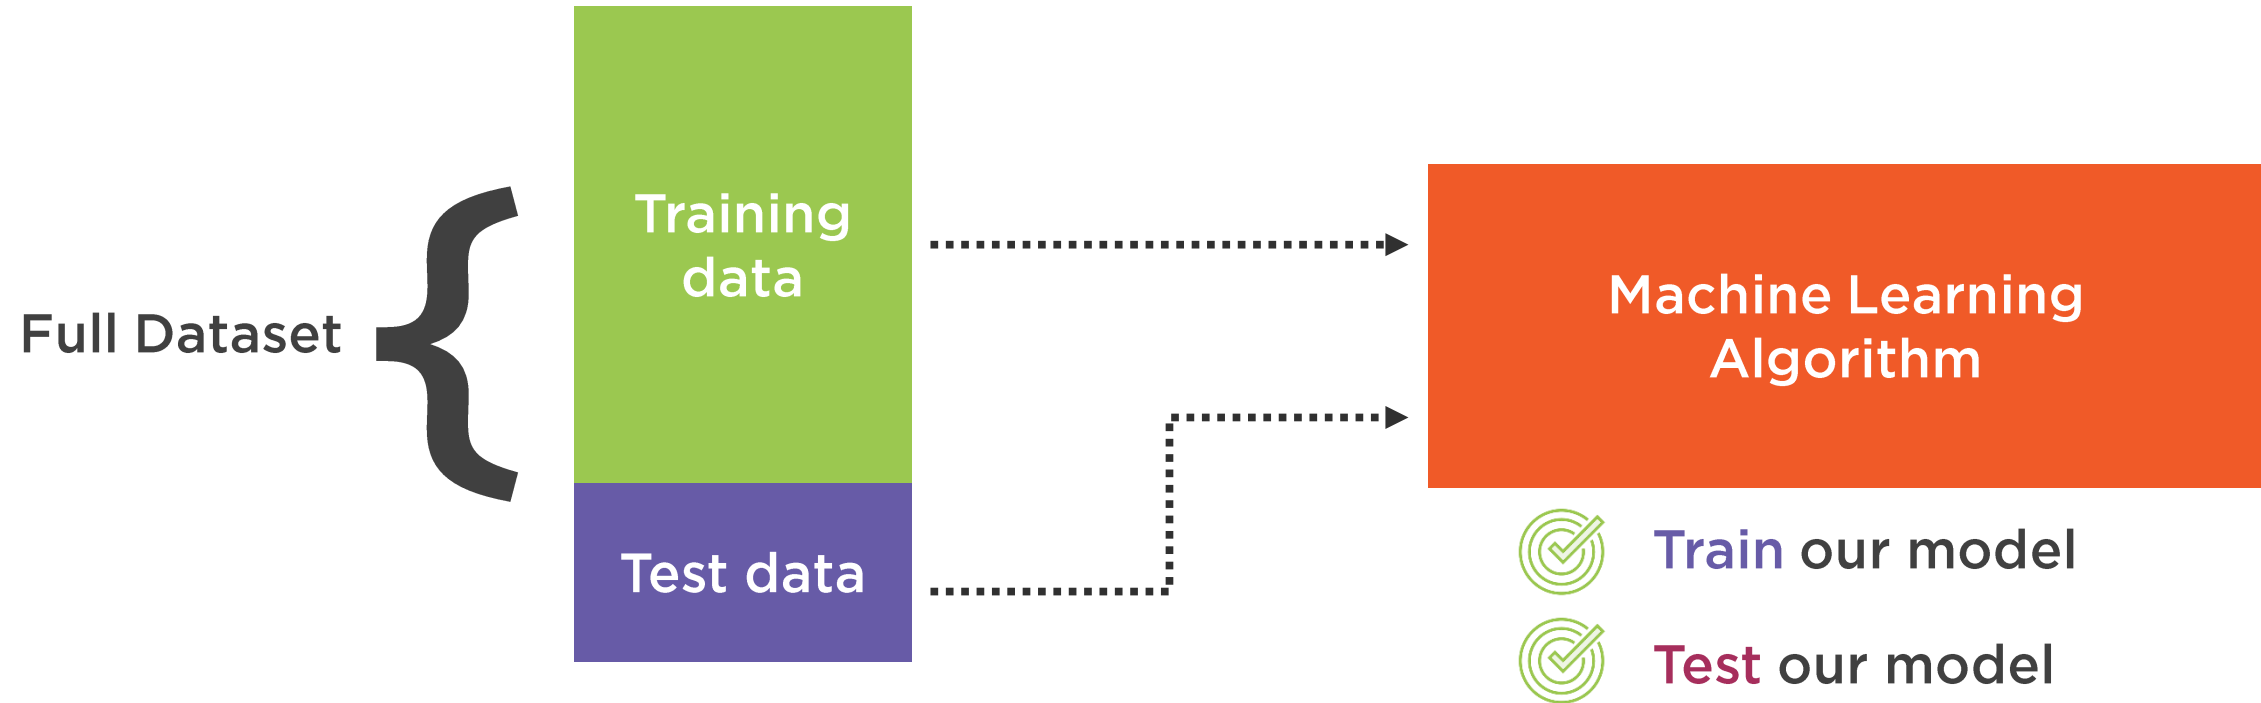 Training
data
Full Dataset
Test data
Machine Learning
Algorithm
Train our model
Test our model